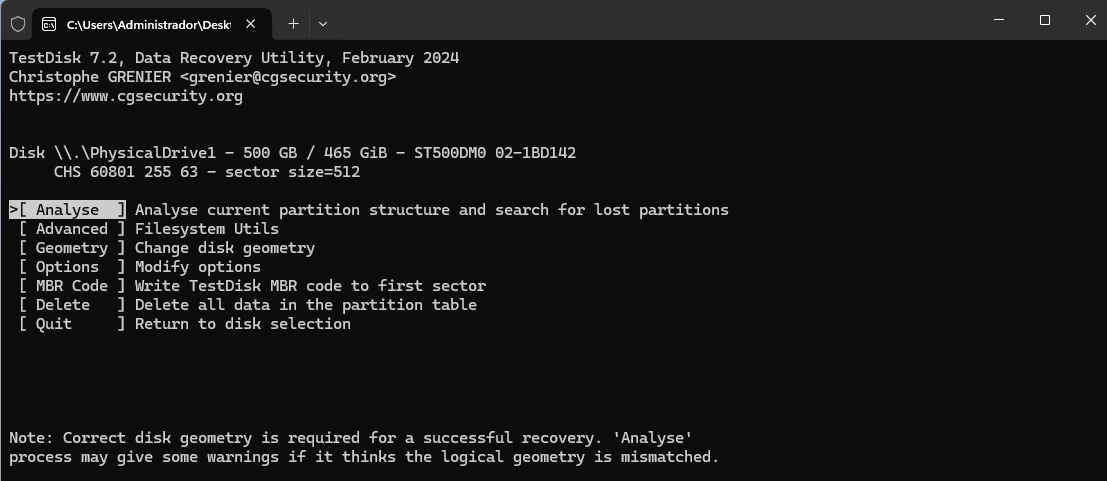 C:\Users\Administrador\Deskt
TestDisk 7.2, Data Recovery Utility, February 2024
Christophe GRENIER <grenier@cgsecurity.org>
https://www.cgsecurity.org
Disk \\.\PhysicalDrive1 - 500 GB / 465 GiB - ST500DM0 02-1BD142
CHS 60801 255 63 - sector size=512
>[ Analyse  ] Analyse current partition structure and search for lost partitions
[ Advanced ] Filesystem Utils
[ Geometry ] Change disk geometry
[ Options  ] Modify options
[ MBR Code ] Write TestDisk MBR code to first sector
[ Delete   ] Delete all data in the partition table
[ Quit     ] Return to disk selection
Note: Correct disk geometry is required for a successful recovery. 'Analyse'
process may give some warnings if it thinks the logical geometry is mismatched.